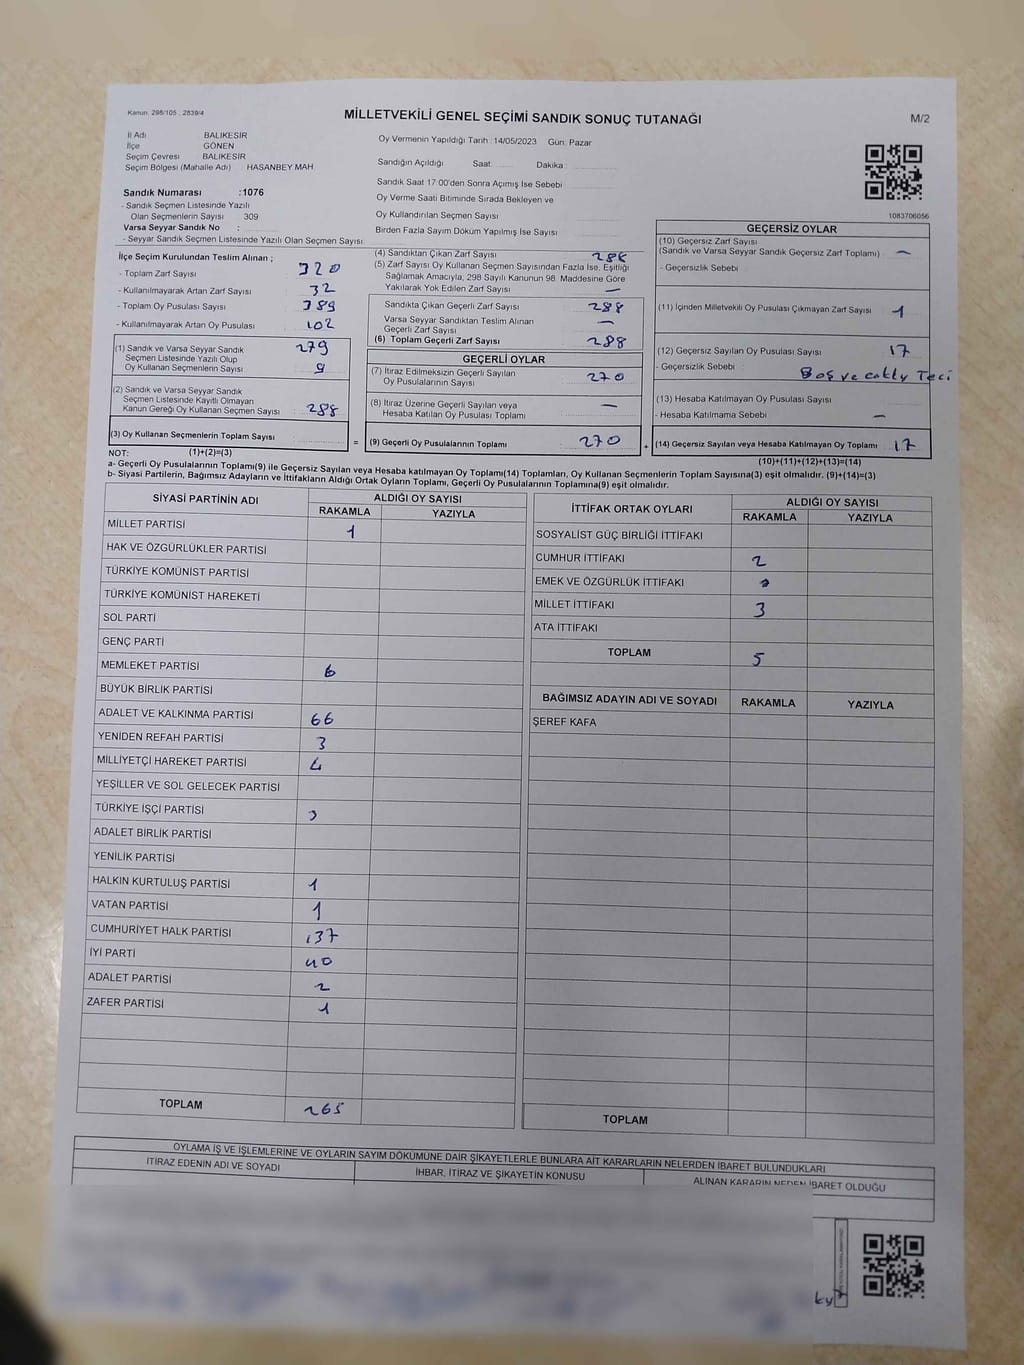 Kanun: 298/105 ; 2839/4
MİLLETVEKİLİ GENEL SEÇİMİ SANDIK SONUÇ TUTANAĞI
M/2
İl Adı BALIKESİR
İlçe GÖNEN
Seçim Çevresi BALIKESİR
Seçim Bölgesi (Mahalle Adı) HASANBEY MAH.
Sandık Numarası :1076
- Sandık Seçmen Listesinde Yazılı
Olan Seçmenlerin Sayısı 309
Varsa Seyyar Sandık No :
- Seyyar Sandık Seçmen Listesinde Yazılı Olan Seçmen Sayısı:
Oy Vermenin Yapıldığı Tarih :14/05/2023 Gün: Pazar
Sandığın Açıldığı Saat: Dakika:
Sandık Saat 17:00'den Sonra Açımış İse Sebebi
Oy Verme Saati Bitiminde Sırada Bekleyen ve
Oy Kullandırılan Seçmen Sayısı
Birden Fazla Sayım Döküm Yapılmış İse Sayısı
1083706056
İlçe Seçim Kurulundan Teslim Alınan ;
- Toplam Zarf Sayısı 320
- Kullanılmayarak Artan Zarf Sayısı 32
- Toplam Oy Pusulası Sayısı 389
- Kullanılmayarak Artan Oy Pusulası 102
(1) Sandık ve Varsa Seyyar Sandık 279
Seçmen Listesinde Yazılı Olup
Oy Kullanan Seçmenlerin Sayısı 9
(2) Sandık ve Varsa Seyyar Sandık
Seçmen Listesinde Kayıtlı Olmayan
Kanun Gereği Oy Kullanan Seçmen Sayısı 288
(3) Oy Kullanan Seçmenlerin Toplam Sayısı
(4) Sandıktan Çıkan Zarf Sayısı 288
(5) Zarf Sayısı Oy Kullanan Seçmen Sayısından Fazla İse, Eşitliği
Sağlamak Amacıyla, 298 Sayılı Kanunun 98. Maddesine Göre
Yakılarak Yok Edilen Zarf Sayısı —
Sandıkta Çıkan Geçerli Zarf Sayısı 288
Varsa Seyyar Sandıktan Teslim Alınan
Geçerli Zarf Sayısı —
(6) Toplam Geçerli Zarf Sayısı 288
GEÇERLİ OYLAR
(7) İtiraz Edilmeksizin Geçerli Sayılan
Oy Pusulalarının Sayısı 270
(8) İtiraz Üzerine Geçerli Sayılan veya
Hesaba Katılan Oy Pusulası Toplamı —
= (9) Geçerli Oy Pusulalarının Toplamı 270
GEÇERSİZ OYLAR
(10) Geçersiz Zarf Sayısı
(Sandık ve Varsa Seyyar Sandık Geçersiz Zarf Toplamı) : —
- Geçersizlik Sebebi :
(11) İçinden Milletvekili Oy Pusulası Çıkmayan Zarf Sayısı 1
(12) Geçersiz Sayılan Oy Pusulası Sayısı 17
- Geçersizlik Sebebi : Boş ve
(13) Hesaba Katılmayan Oy Pusulası Sayısı
- Hesaba Katılmama Sebebi —
+ (14) Geçersiz Sayılan veya Hesaba Katılmayan Oy Toplamı 17
NOT: (1)+(2)=(3)
(10)+(11)+(12)+(13)=(14)
a- Geçerli Oy Pusulalarının Toplamı(9) ile Geçersiz Sayılan veya Hesaba katılmayan Oy Toplamı(14) Toplamları, Oy Kullanan Seçmenlerin Toplam Sayısına(3) eşit olmalıdır. (9)+(14)=(3)
b- Siyasi Partilerin, Bağımsız Adayların ve İttifakların Aldığı Ortak Oyların Toplamı, Geçerli Oy Pusulalarının Toplamına(9) eşit olmalıdır.
SİYASİ PARTİNİN ADI ALDIĞI OY SAYISI
RAKAMLA YAZIYLA
MİLLET PARTİSİ 1
HAK VE ÖZGÜRLÜKLER PARTİSİ
TÜRKİYE KOMÜNİST PARTİSİ
TÜRKİYE KOMÜNİST HAREKETİ
SOL PARTİ
GENÇ PARTİ
MEMLEKET PARTİSİ 6
BÜYÜK BİRLİK PARTİSİ
ADALET VE KALKINMA PARTİSİ 66
YENİDEN REFAH PARTİSİ 3
MİLLİYETÇİ HAREKET PARTİSİ 4
YEŞİLLER VE SOL GELECEK PARTİSİ
TÜRKİYE İŞÇİ PARTİSİ 3
ADALET BİRLİK PARTİSİ
YENİLİK PARTİSİ
HALKIN KURTULUŞ PARTİSİ 1
VATAN PARTİSİ 1
CUMHURİYET HALK PARTİSİ 137
İYİ PARTİ 40
ADALET PARTİSİ 2
ZAFER PARTİSİ 1
TOPLAM 265
İTTİFAK ORTAK OYLARI ALDIĞI OY SAYISI
RAKAMLA YAZIYLA
SOSYALİST GÜÇ BİRLİĞİ İTTİFAKI
CUMHUR İTTİFAKI 2
EMEK VE ÖZGÜRLÜK İTTİFAKI
MİLLET İTTİFAKI 3
ATA İTTİFAKI
TOPLAM 5
BAĞIMSIZ ADAYIN ADI VE SOYADI RAKAMLA YAZIYLA
ŞEREF KAFA
TOPLAM
OYLAMA İŞ VE İŞLEMLERİNE VE OYLARIN SAYIM DÖKÜMÜNE DAİR ŞİKAYETLERLE BUNLARA AİT KARARLARIN NELERDEN İBARET BULUNDUKLARI
İTİRAZ EDENİN ADI VE SOYADI İHBAR, İTİRAZ VE ŞİKAYETİN KONUSU ALINAN KARARIN NEDEN İBARET OLDUĞU